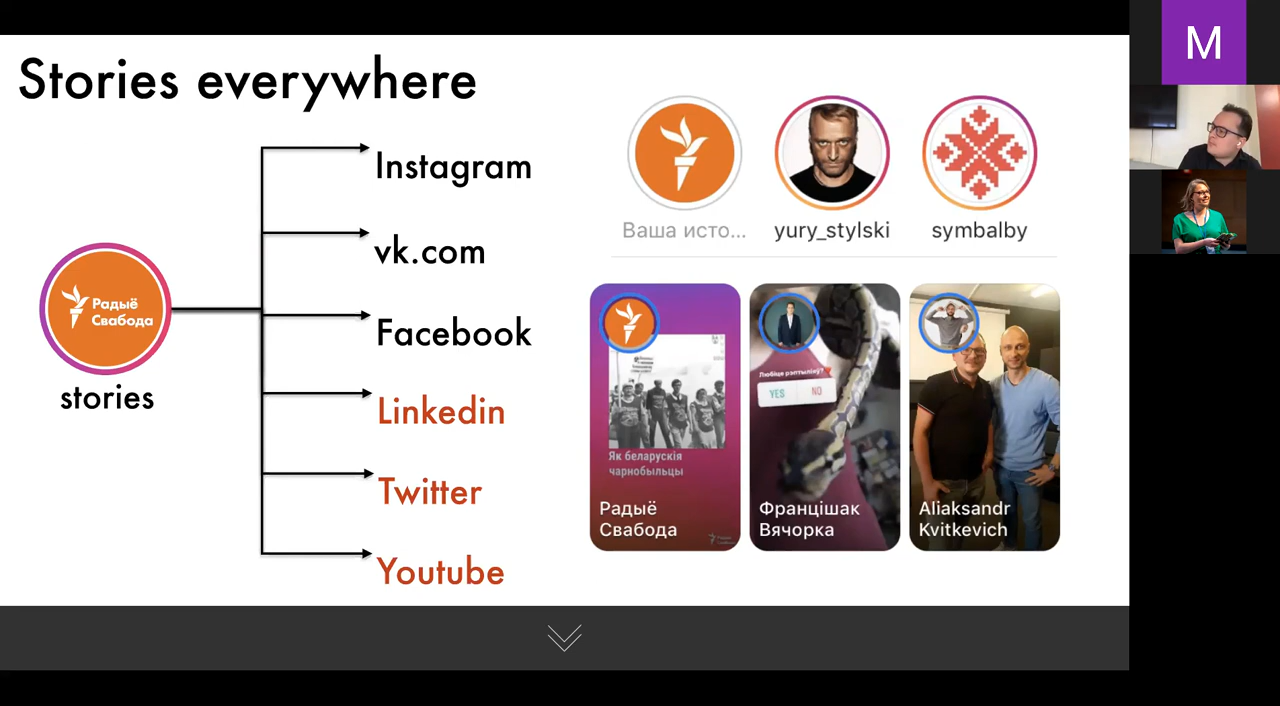 Stories everywhere
Радыё
Свабода
stories
Instagram
vk.com
Facebook
Linkedin
Twitter
Youtube
Ваша исто...
yury_stylski
symbalby
Як беларускія
чарнобыльцы
Радыё
Свабода
Любіце рэптыліну?
YES
NO
Францішак
Вячорка
Aliaksandr
Kvitkevich
M